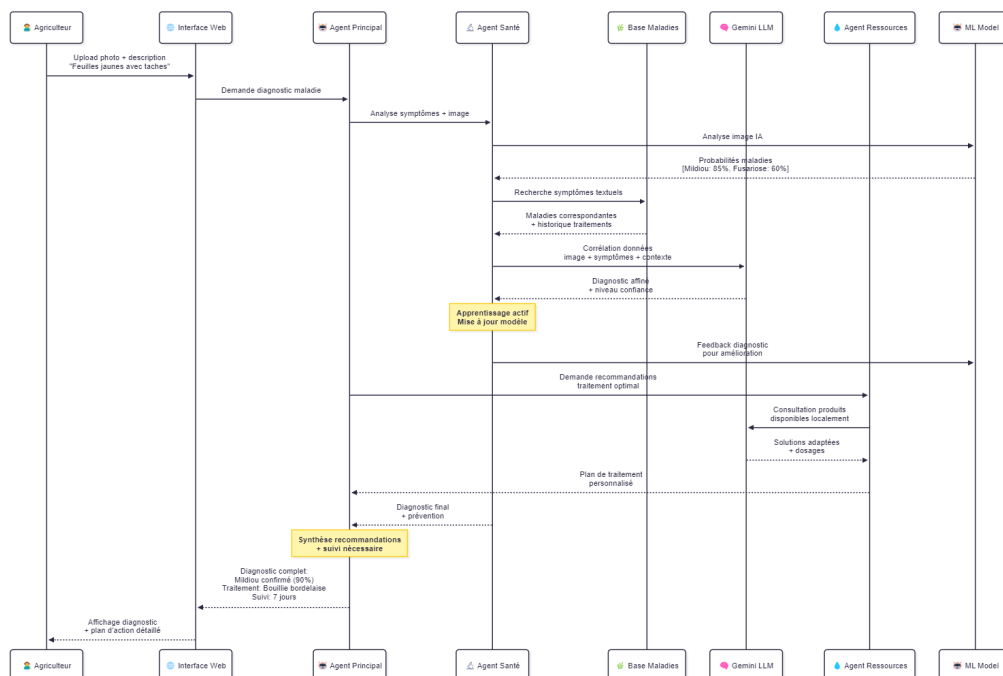 Agriculteur
Interface Web
Agent Principal
Agent Santé
Base Maladies
Gemini LLM
Agent Ressources
ML Model
Upload photo + description
"Feuilles jaunes avec taches"
Demande diagnostic maladie
Analyse symptômes + image
Analyse image IA
Probabilités maladies
[Mildiou: 85%, Fusariose: 60%]
Recherche symptômes textuels
Maladies correspondantes
+ historique traitements
Corrélation données
image + symptômes + contexte
Diagnostic affiné
+ niveau confiance
Apprentissage actif
Mise à jour modèle
Feedback diagnostic
pour amélioration
Demande recommandations
traitement optimal
Consultation produits
disponibles localement
Solutions adaptées
+ dosages
Plan de traitement
personnalisé
Diagnostic final
+ prévention
Synthèse recommandations
+ suivi nécessaire
Diagnostic complet:
Mildiou confirmé (90%)
Traitement: Bouillie bordelaise
Suivi: 7 jours
Affichage diagnostic
+ plan d'action détaillé
Agriculteur
Interface Web
Agent Principal
Agent Santé
Base Maladies
Gemini LLM
Agent Ressources
ML Model